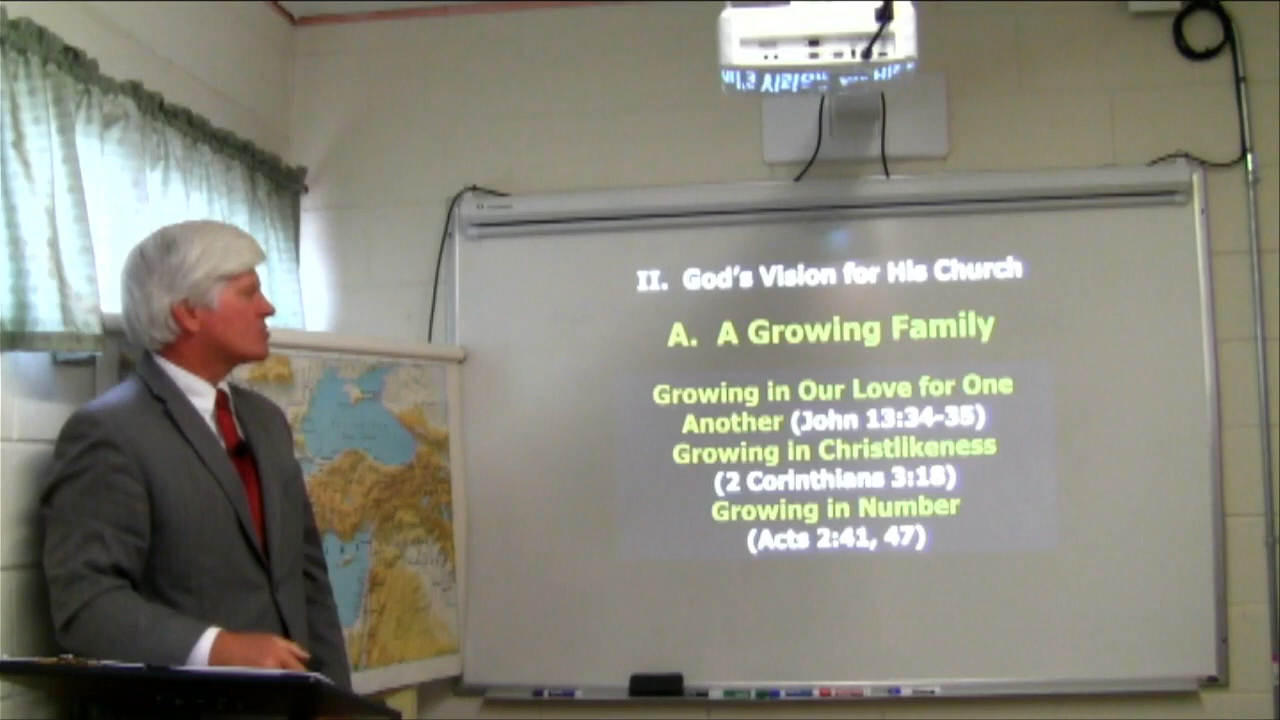 II. God's Vision for His Church
A. A Growing Family
Growing in Our Love for One
Another (John 13:34-35)
Growing in Christlikeness
(2 Corinthians 3:18)
Growing in Number
(Acts 2:41, 47)